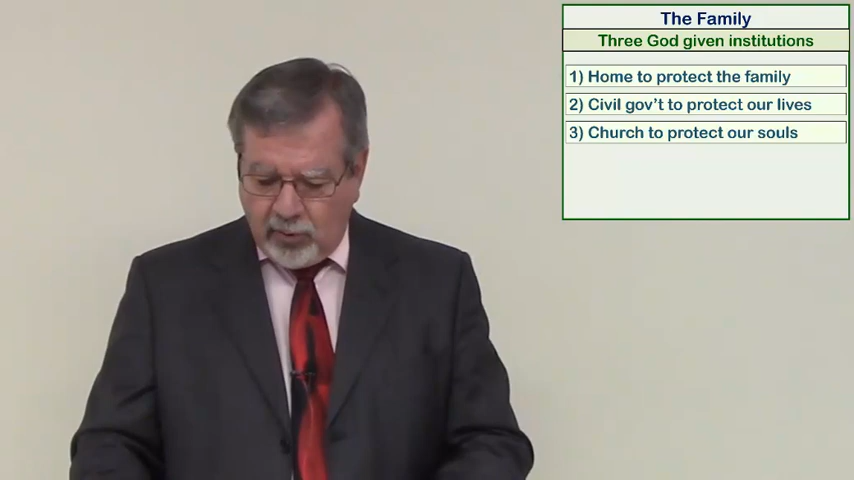 The Family
Three God given institutions
1) Home to protect the family
2) Civil gov't to protect our lives
3) Church to protect our souls